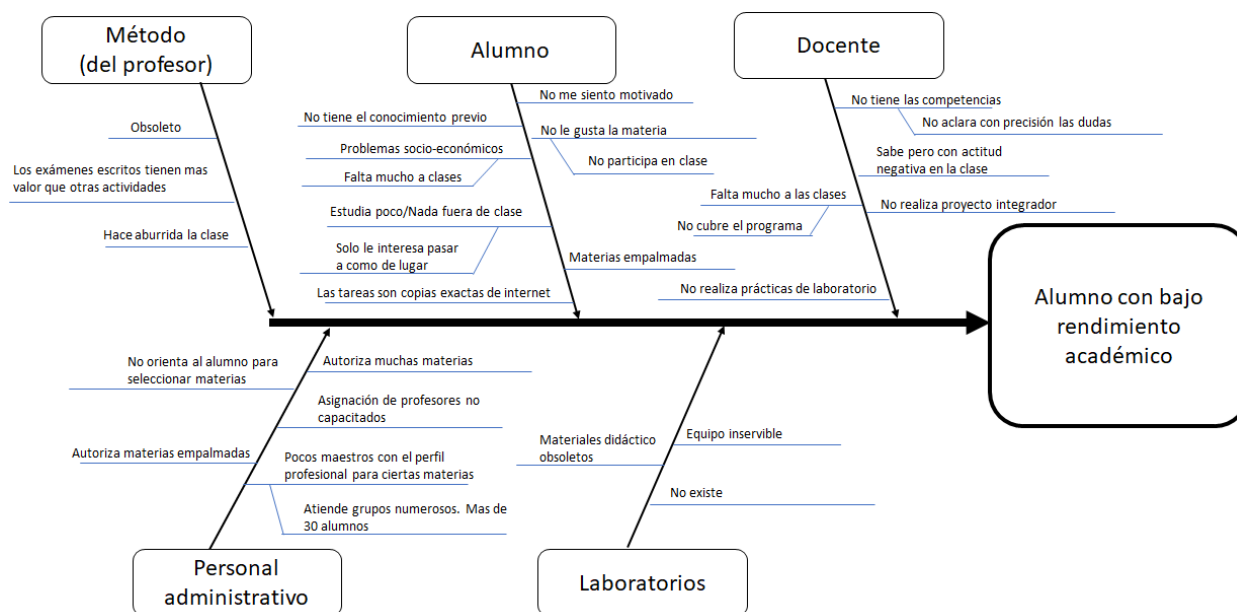 Método
(del profesor)
Alumno
Docente
Obsoleto
Los exámenes escritos tienen mas
valor que otras actividades
Hace aburrida la clase
No me siento motivado
No tiene el conocimiento previo
No le gusta la materia
Problemas socio-económicos
No participa en clase
Falta mucho a clases
Estudia poco/Nada fuera de clase
Solo le interesa pasar
a como de lugar
Materias empalmadas
Las tareas son copias exactas de internet
No tiene las competencias
No aclara con precisión las dudas
Sabe pero con actitud
negativa en la clase
Falta mucho a las clases
No realiza proyecto integrador
No cubre el programa
No realiza prácticas de laboratorio
Alumno con bajo
rendimiento
académico
No orienta al alumno para
seleccionar materias
Autoriza muchas materias
Asignación de profesores no
capacitados
Autoriza materias empalmadas
Pocos maestros con el perfil
profesional para ciertas materias
Atiende grupos numerosos. Mas de
30 alumnos
Materiales didáctico
obsoletos
Equipo inservible
No existe
Personal
administrativo
Laboratorios